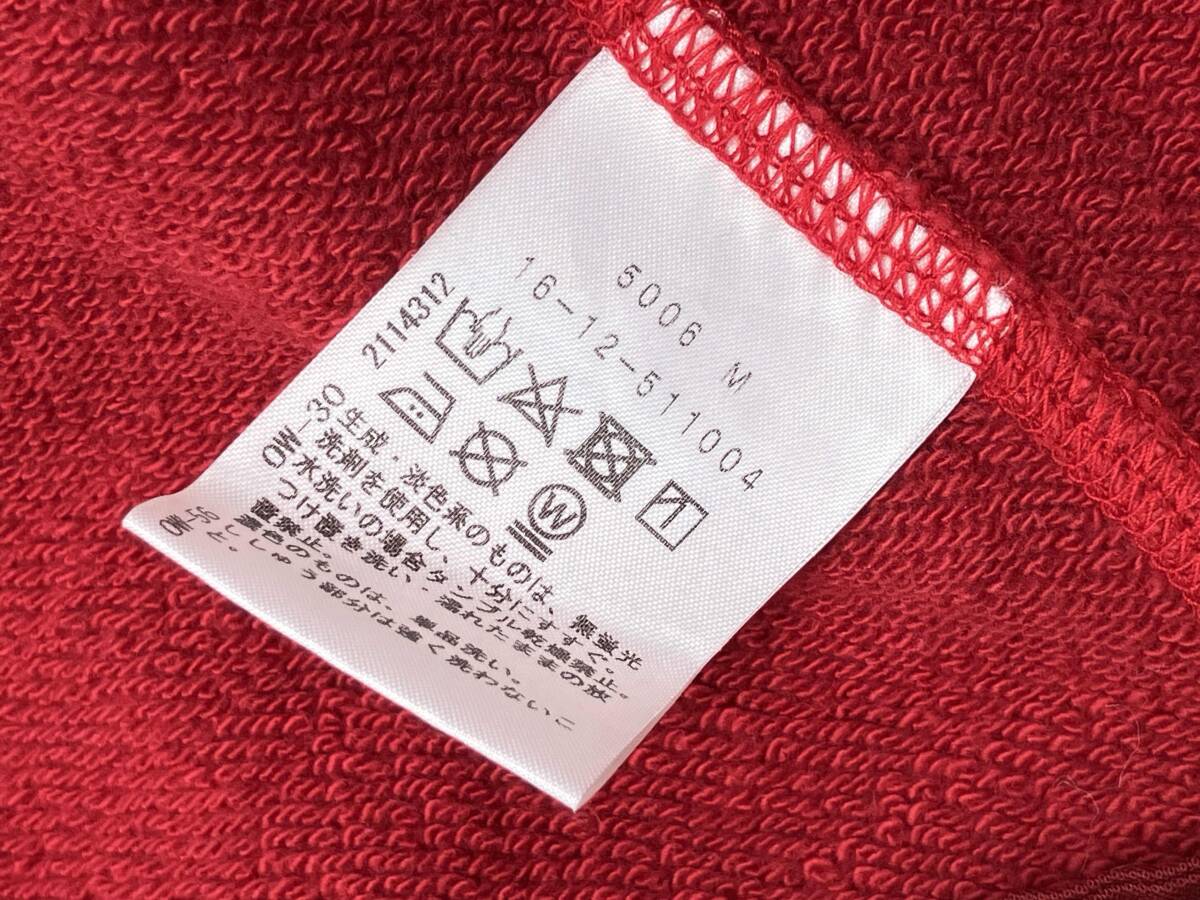 5006 M
16-12-511004
2114312
OW-30
生成・淡色系のものは、無蛍光
洗剤を使用し、十分にすすぐ。
水洗いの場合タンブル乾燥禁止。
つけ置き洗い・濡れたままの放
置禁止。
濃色のものは、単品洗い。
ししゅう部分は強く洗わないこ
と。
W